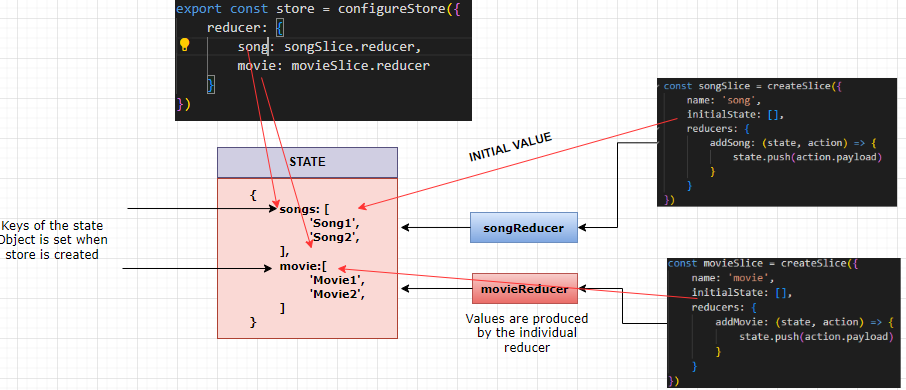 export const store = configureStore({
reducer: {
song: songSlice.reducer,
movie: movieSlice.reducer
}
})
const songSlice = createSlice({
name: 'song',
initialState: [],
reducers: {
addSong: (state, action) => {
state.push(action.payload)
}
}
})
INITIAL VALUE
STATE
{
songs: [
'Song1',
'Song2',
],
movie:[
'Movie1',
'Movie2',
]
}
Keys of the state
Object is set when
store is created
songReducer
movieReducer
Values are produced
by the individual
reducer
const movieSlice = createSlice({
name: 'movie',
initialState: [],
reducers: {
addMovie: (state, action) => {
state.push(action.payload)
}
}
})